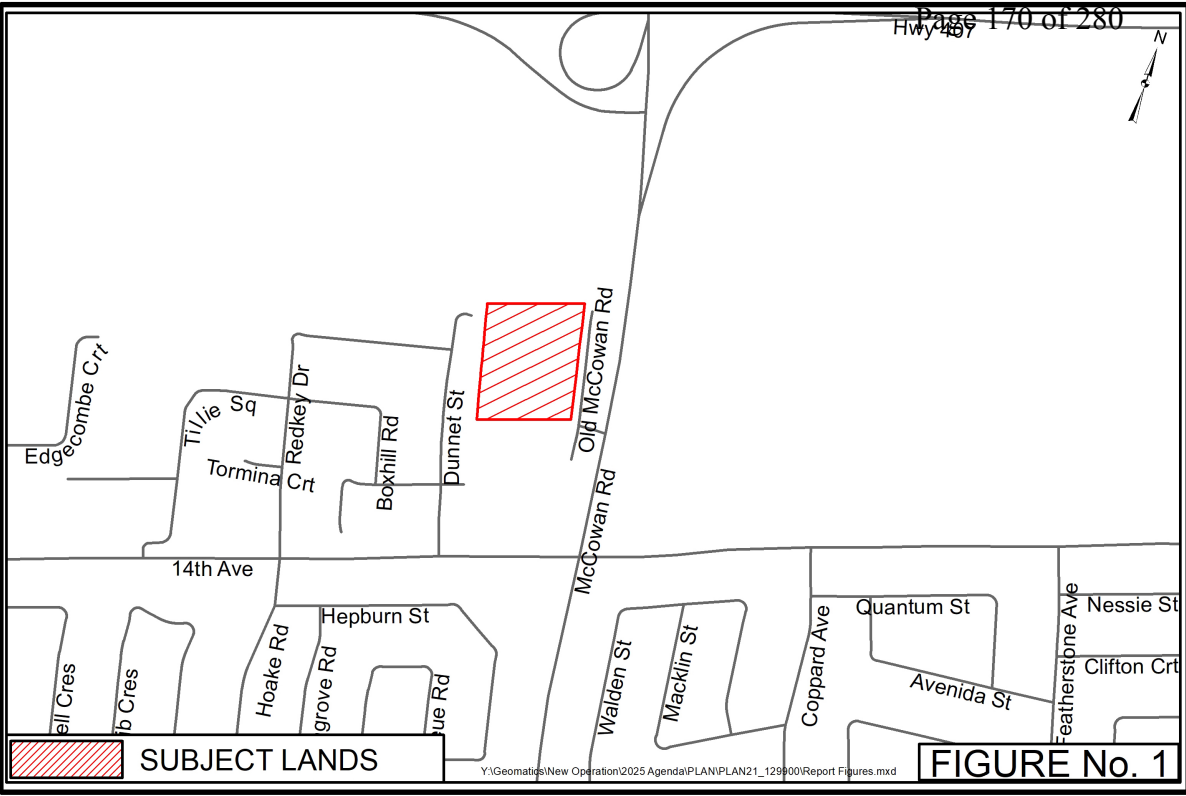 Page 170 of 280
Hwy 407
N
Old McCowan Rd
Edgecombe Crt
Tillie Sq
Redkey Dr
Tormina Crt
Boxhill Rd
Dunnet St
McCowan Rd
14th Ave
Hepburn St
Hoake Rd
grove Rd
ell Cres
ib Cres
ue Rd
Walden St
Macklin St
Coppard Ave
Quantum St
Avenida St
Featherstone Ave
Nessie St
Clifton Crt
SUBJECT LANDS
Y:\Geomatics\New Operation\2025 Agenda\PLAN\PLAN21_129900\Report Figures.mxd
FIGURE No. 1